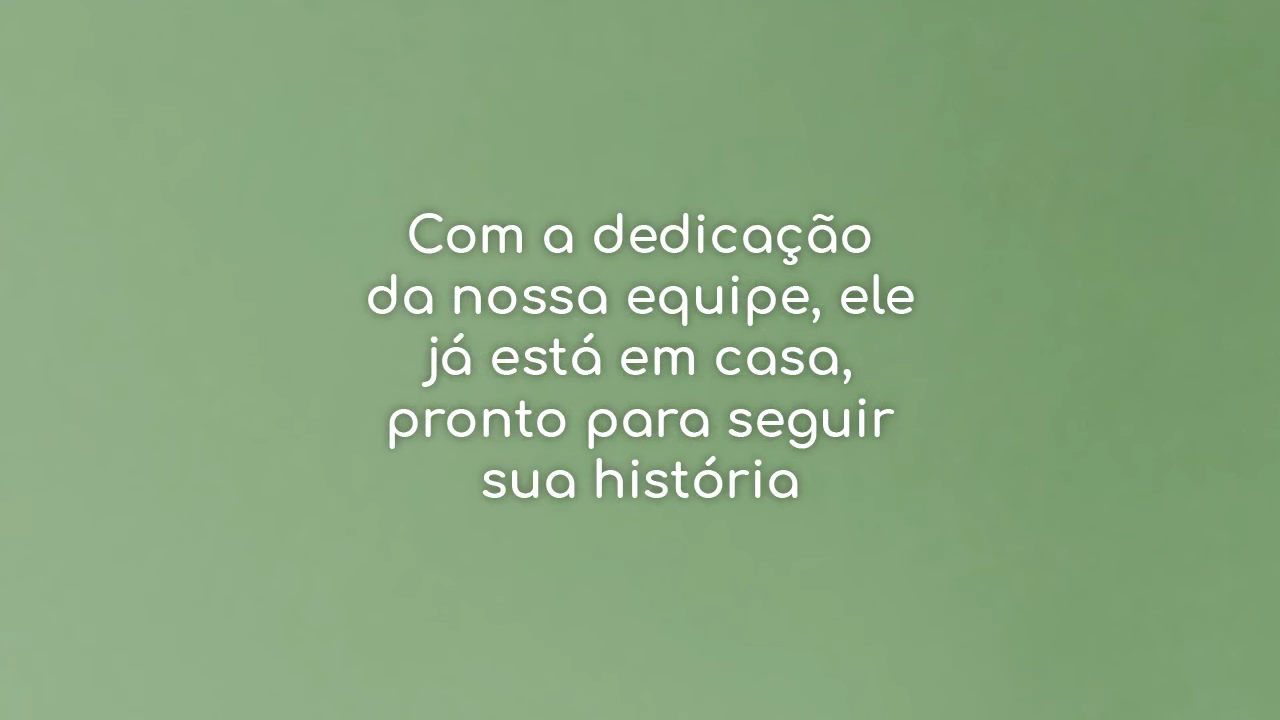 Com a dedicação
da nossa equipe, ele
já está em casa,
pronto para seguir
sua história